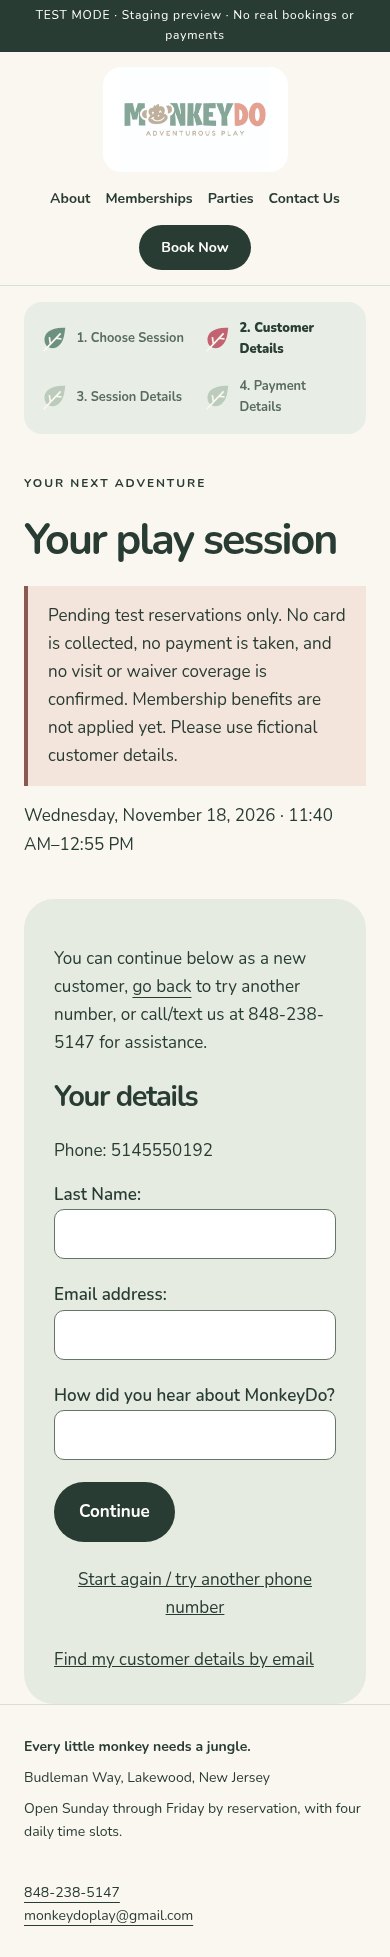 TEST MODE · Staging preview · No real bookings or
payments
MONKEYDO
ADVENTUROUS PLAY
About Memberships Parties Contact Us
Book Now
1. Choose Session
2. Customer
Details
3. Session Details
4. Payment
Details
YOUR NEXT ADVENTURE
Your play session
Pending test reservations only. No card
is collected, no payment is taken, and
no visit or waiver coverage is
confirmed. Membership benefits are
not applied yet. Please use fictional
customer details.
Wednesday, November 18, 2026 · 11:40
AM–12:55 PM
You can continue below as a new
customer, go back to try another
number, or call/text us at 848-238-
5147 for assistance.
Your details
Phone: 5145550192
Last Name:
Email address:
How did you hear about MonkeyDo?
Continue
Start again / try another phone
number
Find my customer details by email
Every little monkey needs a jungle.
Budleman Way, Lakewood, New Jersey
Open Sunday through Friday by reservation, with four
daily time slots.
848-238-5147
monkeydoplay@gmail.com